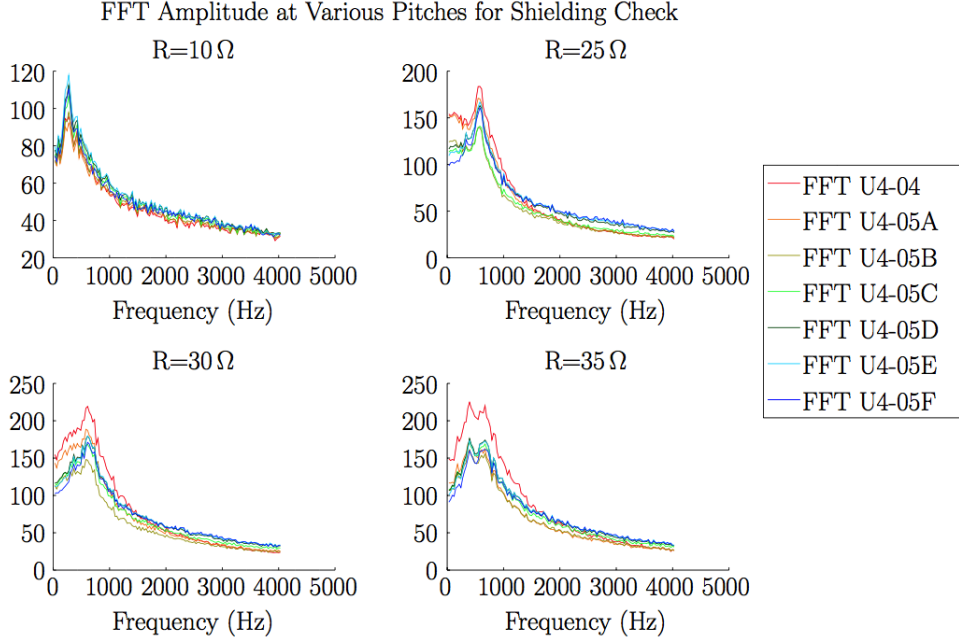 FFT Amplitude at Various Pitches for Shielding Check
R=10 Ω
120
100
80
60
40
20
0 1000 2000 3000 4000 5000
Frequency (Hz)
R=25 Ω
200
150
100
50
0
0 1000 2000 3000 4000 5000
Frequency (Hz)
R=30 Ω
250
200
150
100
50
0
0 1000 2000 3000 4000 5000
Frequency (Hz)
R=35 Ω
250
200
150
100
50
0
0 1000 2000 3000 4000 5000
Frequency (Hz)
FFT U4-04
FFT U4-05A
FFT U4-05B
FFT U4-05C
FFT U4-05D
FFT U4-05E
FFT U4-05F